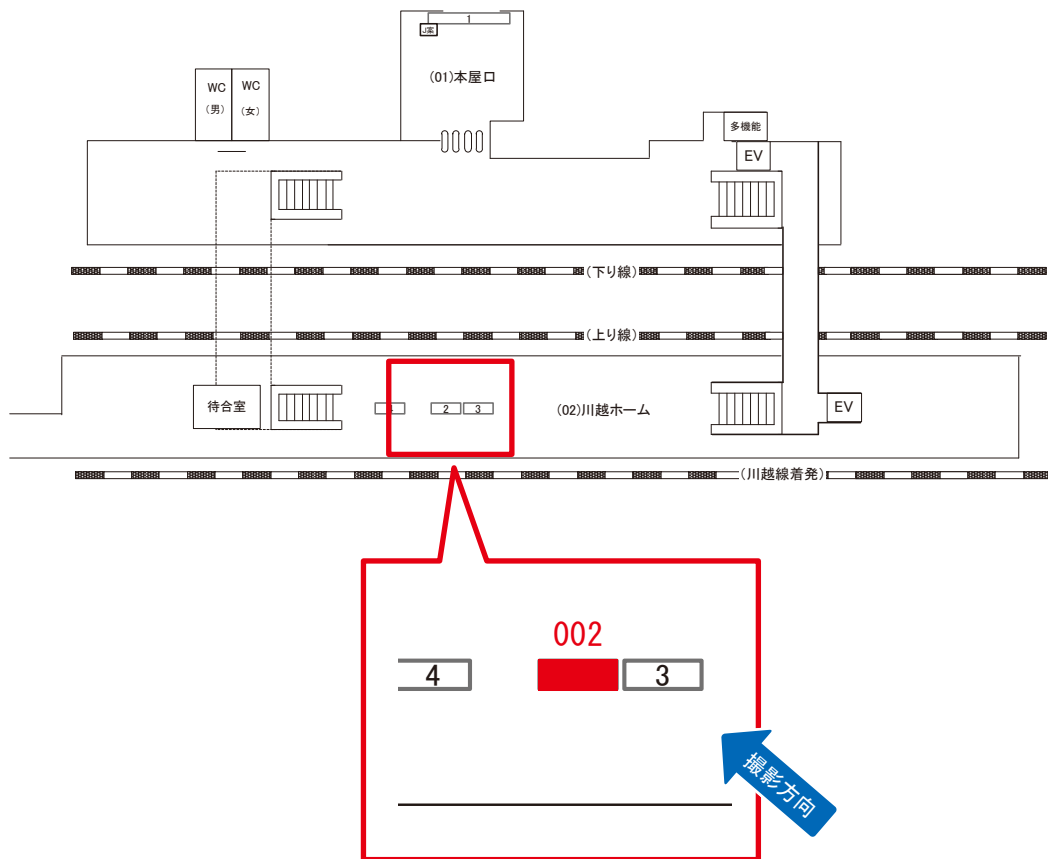 1
J案
(01)本屋口
WC
(男)
WC
(女)
多機能
EV
(下り線)
(上り線)
待合室
4
2
3
(02)川越ホーム
EV
(川越線着発)
002
4
3
撮影方向